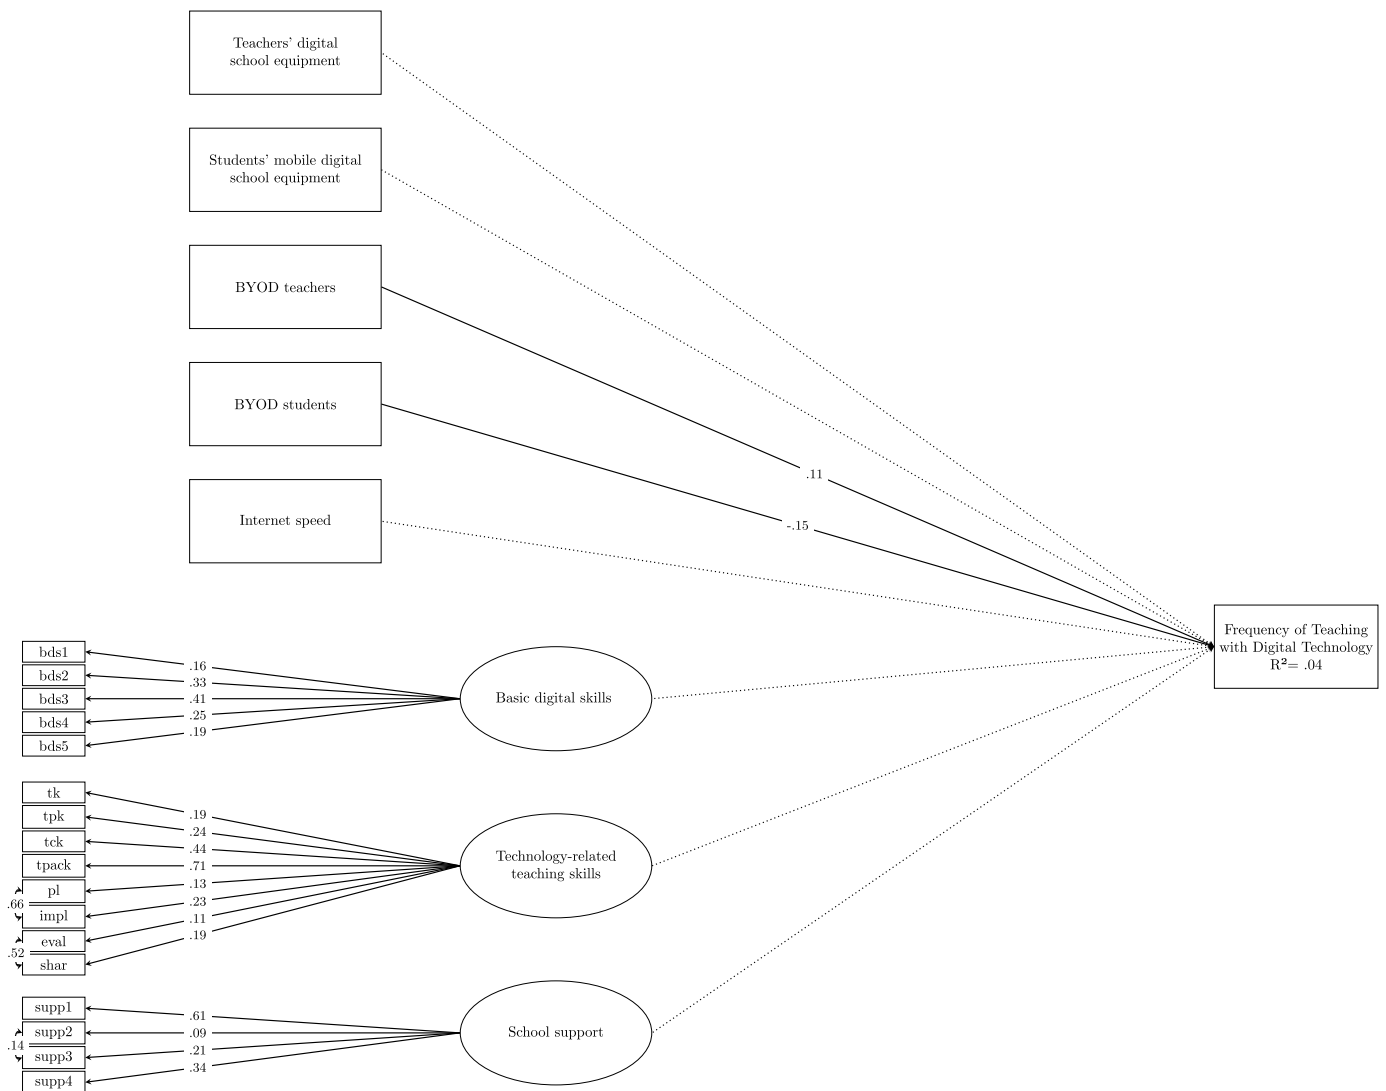 Teachers' digital
school equipment
Students' mobile digital
school equipment
BYOD teachers
BYOD students
Internet speed
.11
-.15
Frequency of Teaching
with Digital Technology
R²= .04
bds1
bds2
bds3
bds4
bds5
.16
.33
.41
.25
.19
Basic digital skills
tk
tpk
tck
tpack
pl
impl
eval
shar
.66
.52
.19
.24
.44
.71
.13
.23
.11
.19
Technology-related
teaching skills
supp1
supp2
supp3
supp4
.14
.61
.09
.21
.34
School support